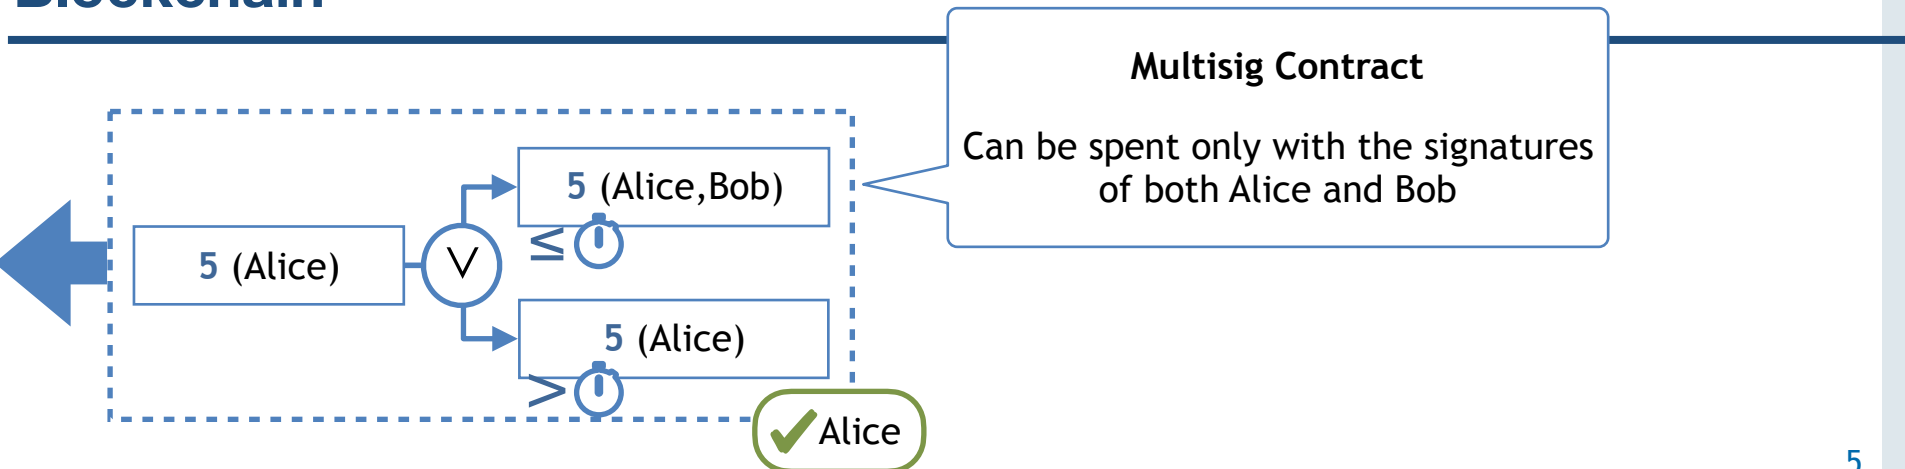 Blockchain
Multisig Contract
Can be spent only with the signatures
of both Alice and Bob
5 (Alice,Bob)
≤
5 (Alice)
∨
5 (Alice)
>
✓Alice
5